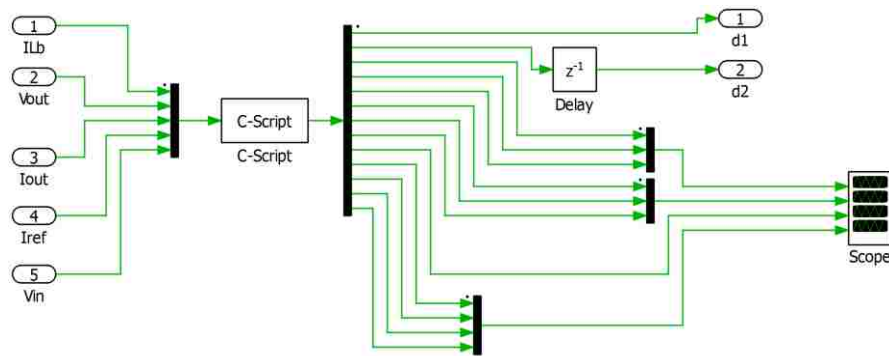 1
ILb
2
Vout
3
Iout
4
Iref
5
Vin
C-Script
C-Script
z-1
Delay
1
d1
2
d2
Scope